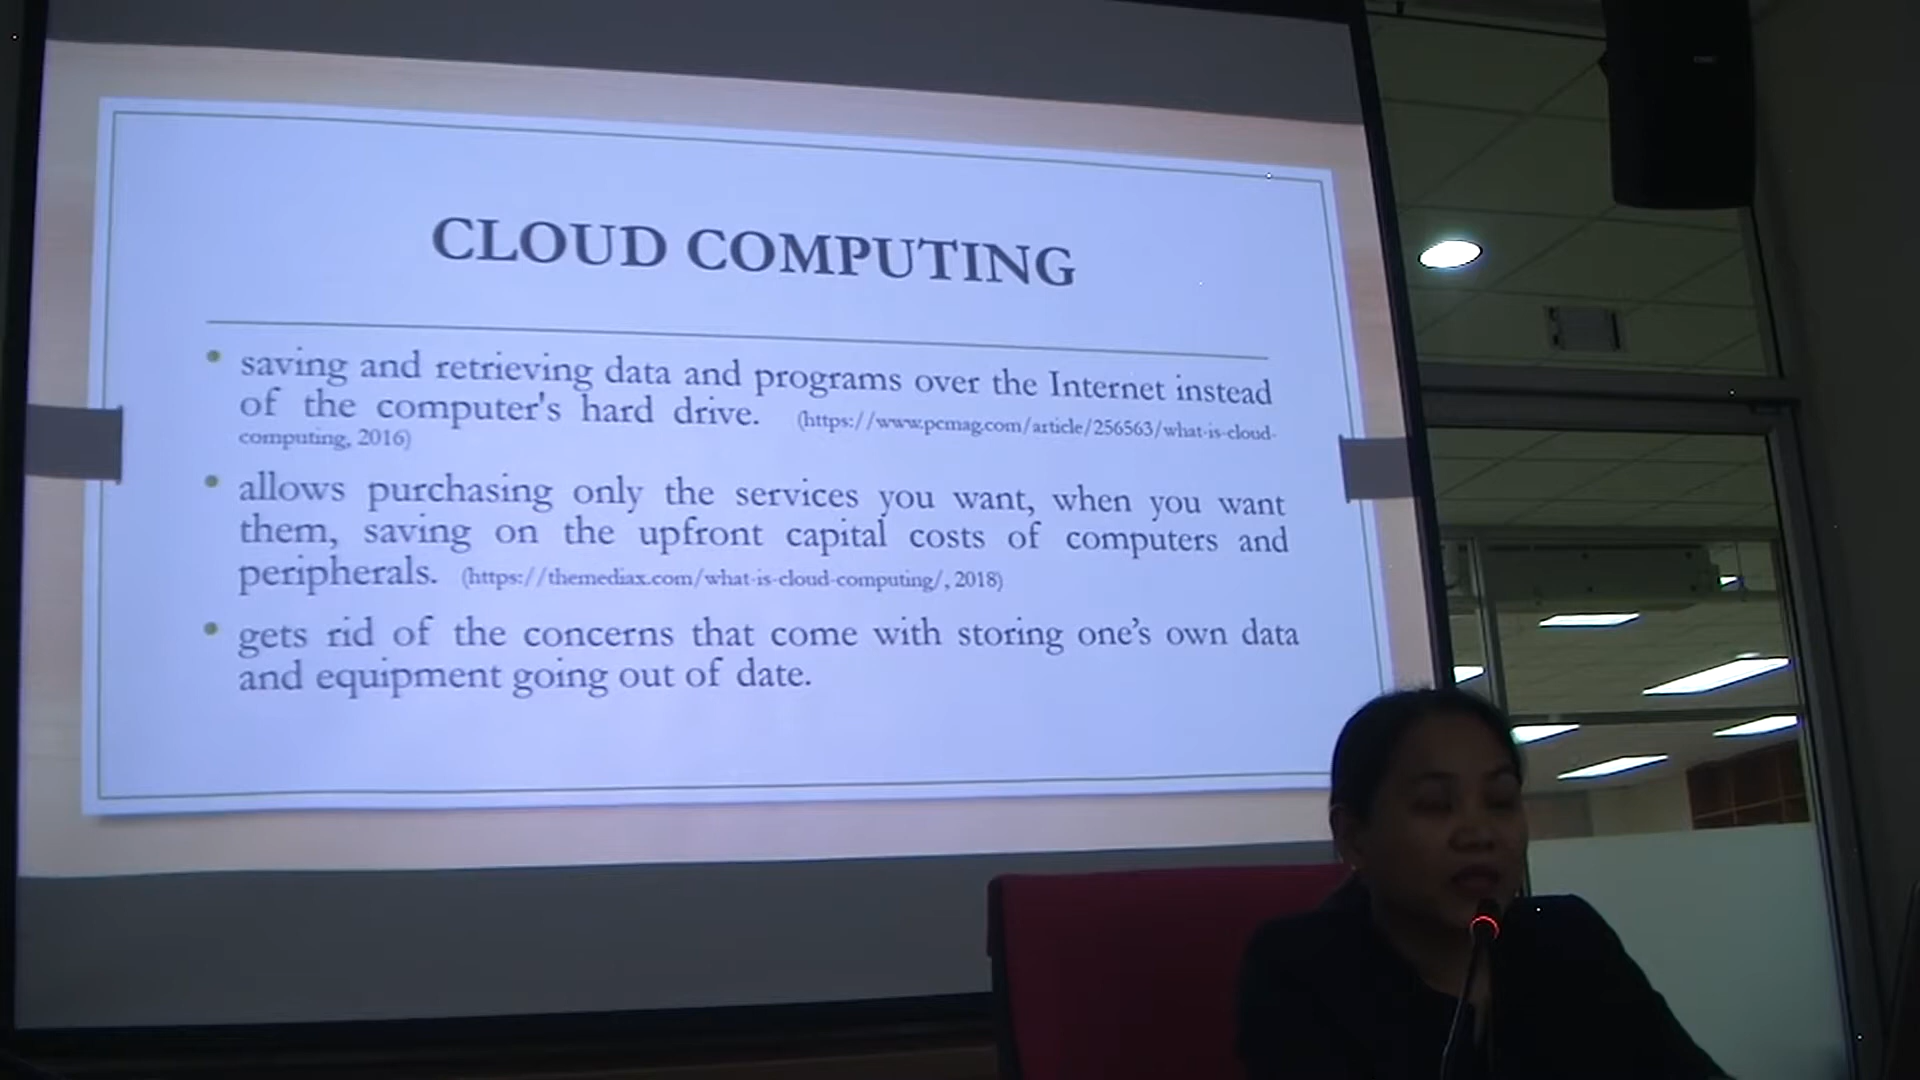 CLOUD COMPUTING
• saving and retrieving data and programs over the Internet instead
of the computer's hard drive. (https://www.pcmag.com/article/256563/what-is-cloud-
computing, 2016)
• allows purchasing only the services you want, when you want
them, saving on the upfront capital costs of computers and
peripherals. (https://themediax.com/what-is-cloud-computing/, 2018)
• gets rid of the concerns that come with storing one’s own data
and equipment going out of date.